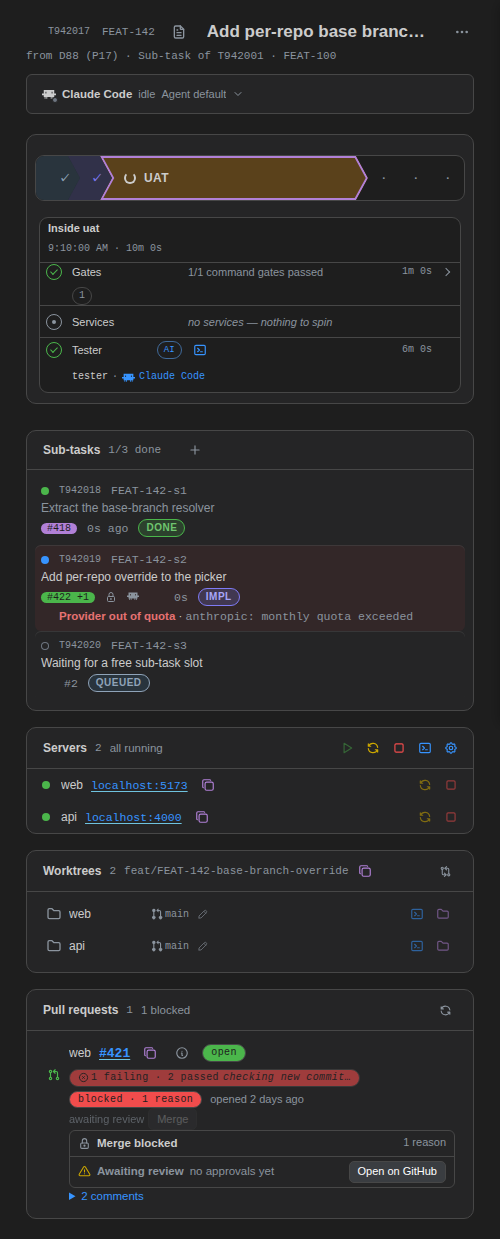 T942017 FEAT-142 Add per-repo base branc…
from D88 (P17) · Sub-task of T942001 · FEAT-100
Claude Code idle Agent default
UAT
Inside uat
9:10:00 AM · 10m 0s
Gates 1/1 command gates passed 1m 0s
1
Services no services — nothing to spin
Tester AI 6m 0s
tester · Claude Code
Sub-tasks 1/3 done
T942018 FEAT-142-s1
Extract the base-branch resolver
#418 0s ago DONE
T942019 FEAT-142-s2
Add per-repo override to the picker
#422 +1 0s IMPL
Provider out of quota · anthropic: monthly quota exceeded
T942020 FEAT-142-s3
Waiting for a free sub-task slot
#2 QUEUED
Servers 2 all running
web localhost:5173
api localhost:4000
Worktrees 2 feat/FEAT-142-base-branch-override
web main
api main
Pull requests 1 1 blocked
web #421 open
1 failing · 2 passed checking new commit…
blocked · 1 reason opened 2 days ago
awaiting review Merge
Merge blocked 1 reason
Awaiting review no approvals yet Open on GitHub
2 comments